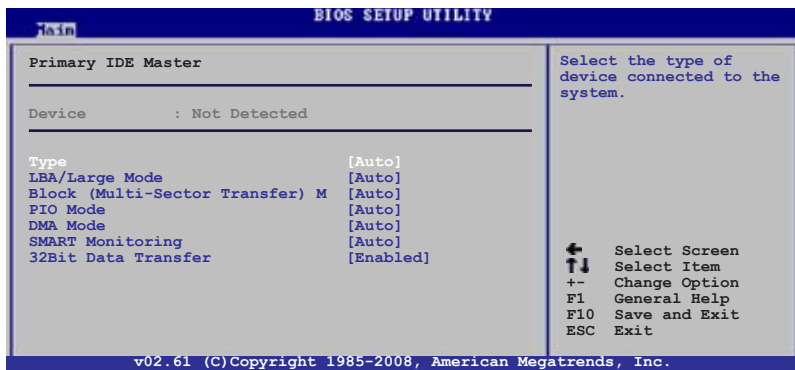 BIOS SETUP UTILITY
Main
Primary IDE Master
Device : Not Detected
Type [Auto]
LBA/Large Mode [Auto]
Block (Multi-Sector Transfer) M [Auto]
PIO Mode [Auto]
DMA Mode [Auto]
SMART Monitoring [Auto]
32Bit Data Transfer [Enabled]
Select the type of
device connected to the
system.
Select Screen
Select Item
+- Change Option
F1 General Help
F10 Save and Exit
ESC Exit
v02.61 (C)Copyright 1985-2008, American Megatrends, Inc.